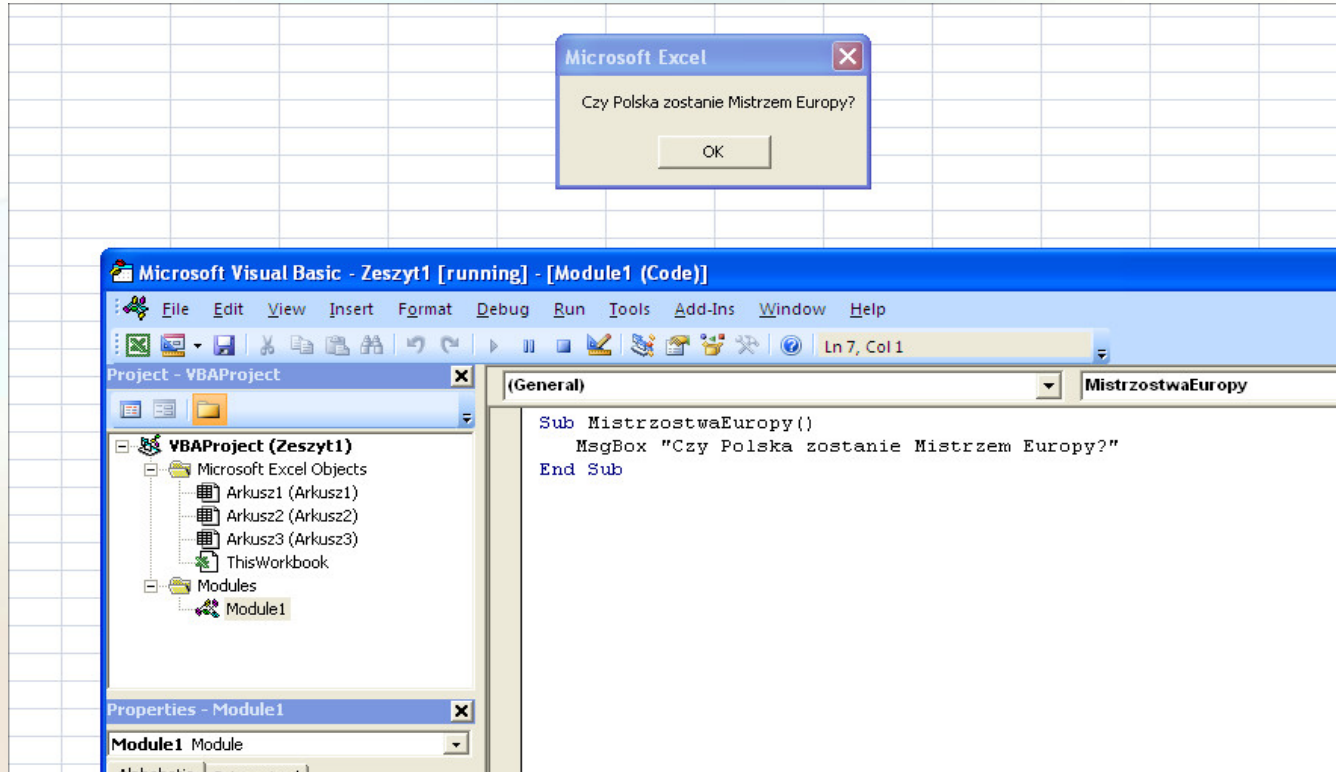 Microsoft Excel
Czy Polska zostanie Mistrzem Europy?
OK
Microsoft Visual Basic - Zeszyt1 [running] - [Module1 (Code)]
File Edit View Insert Format Debug Run Tools Add-Ins Window Help
Ln 7, Col 1
Project - VBAProject
(General) MistrzostwaEuropy
Sub MistrzostwaEuropy()
MsgBox "Czy Polska zostanie Mistrzem Europy?"
End Sub
VBAProject (Zeszyt1)
Microsoft Excel Objects
Arkusz1 (Arkusz1)
Arkusz2 (Arkusz2)
Arkusz3 (Arkusz3)
ThisWorkbook
Modules
Module1
Properties - Module1
Module1 Module